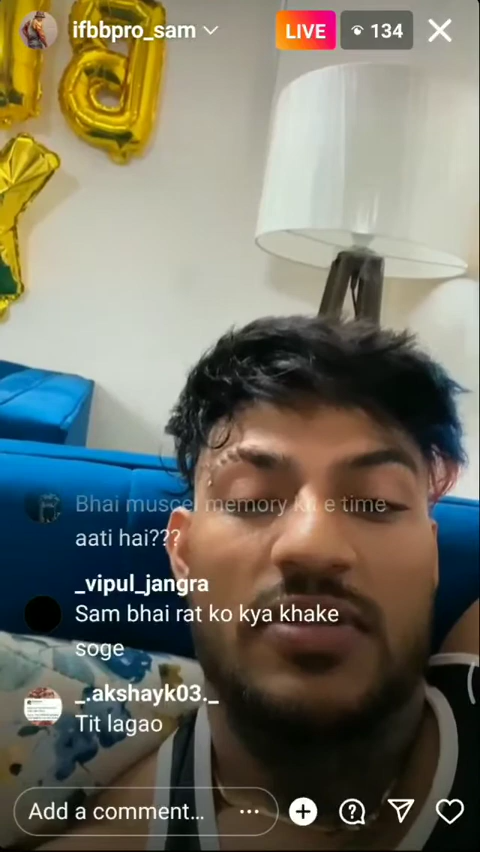 ifbbpro_sam
LIVE
134
Bhai muscel memory k time
aati hai???
_vipul_jangra
Sam bhai rat ko kya khake
soge
_.akshayk03._
Tit lagao
Add a comment...